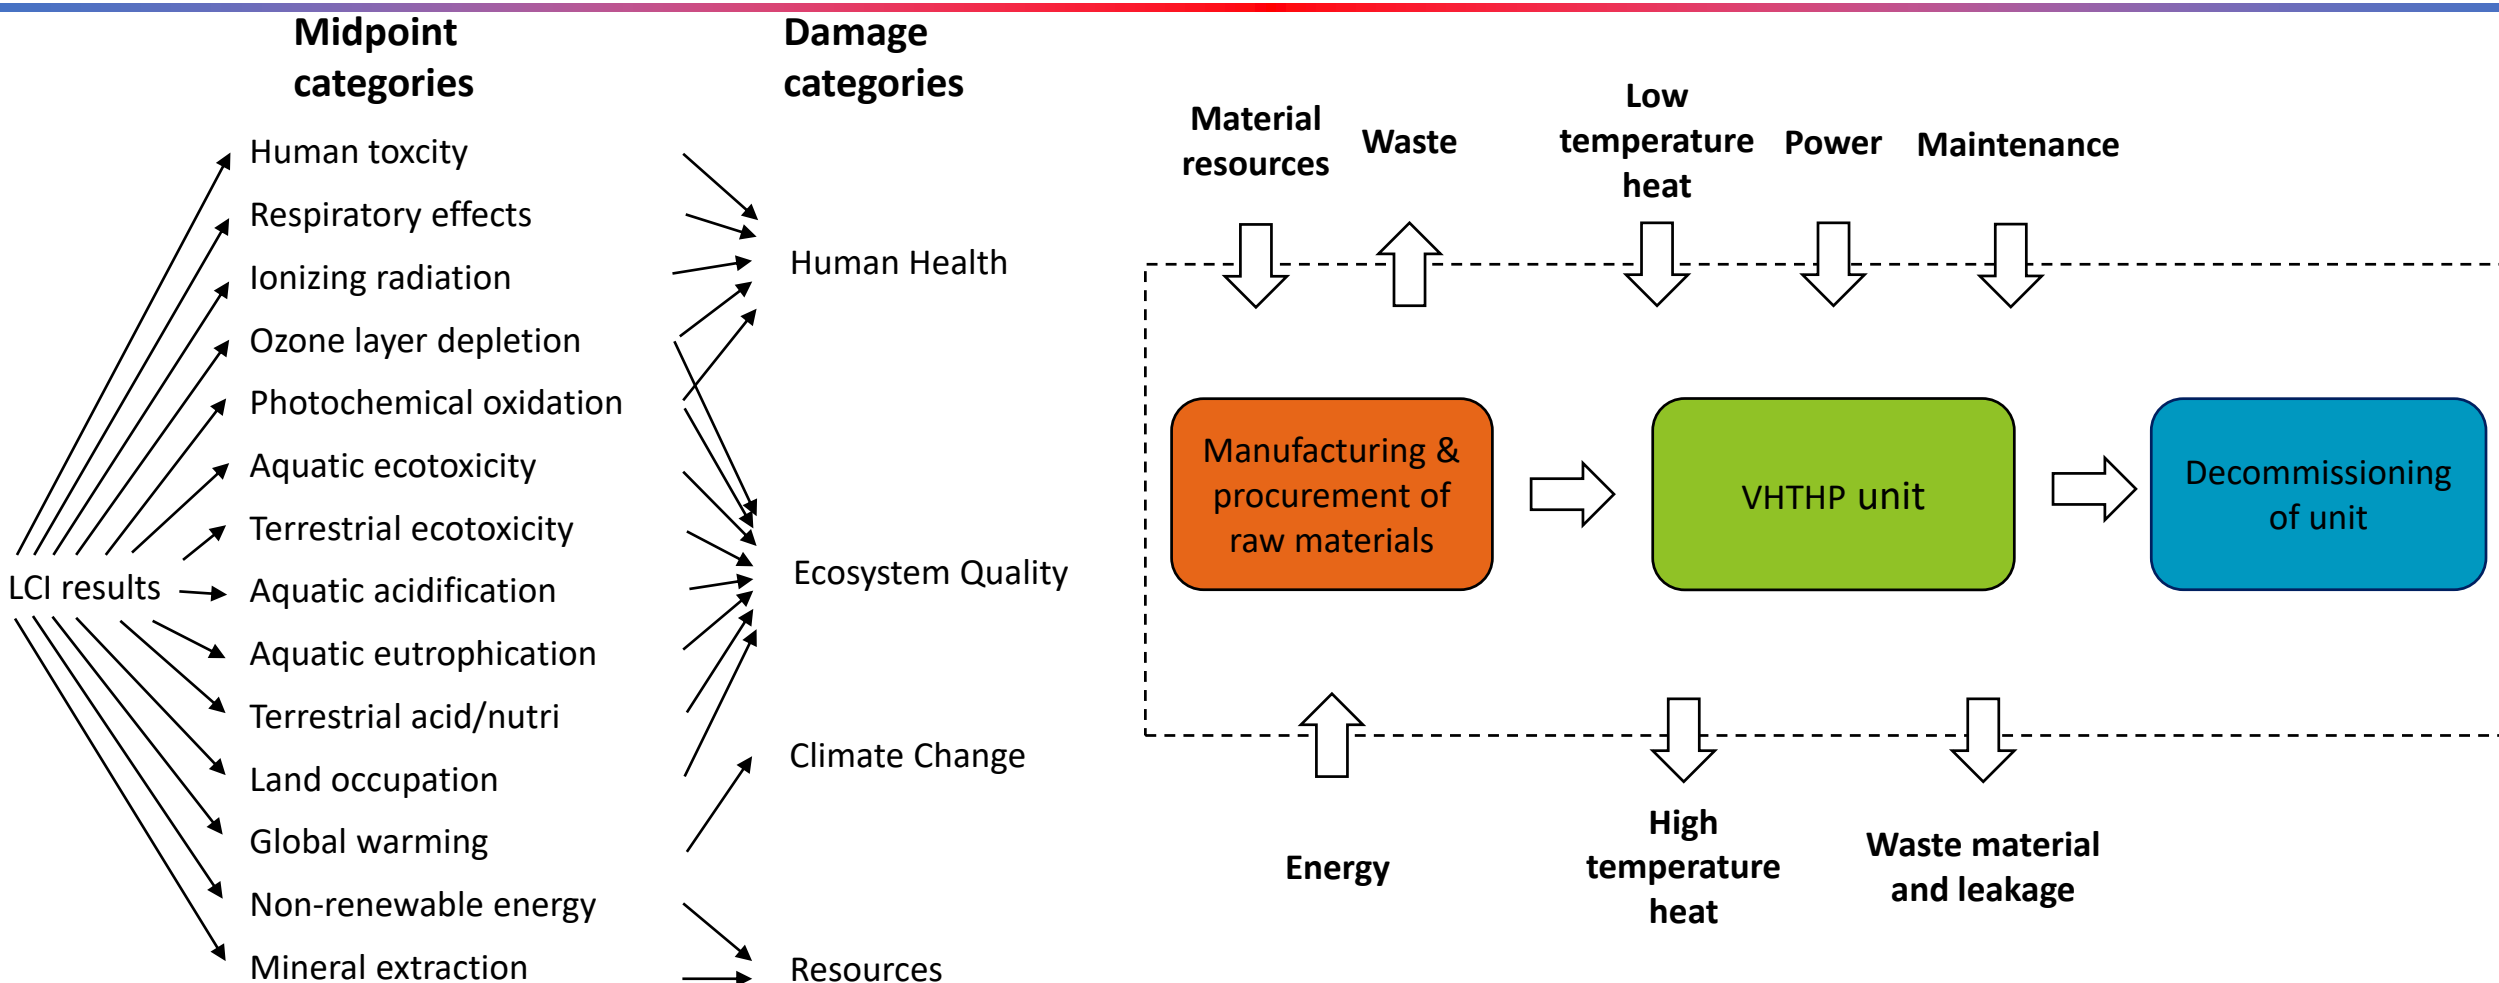 Midpoint
categories
Damage
categories
LCI results
Human toxcity
Respiratory effects
Ionizing radiation
Ozone layer depletion
Photochemical oxidation
Aquatic ecotoxicity
Terrestrial ecotoxicity
Aquatic acidification
Aquatic eutrophication
Terrestrial acid/nutri
Land occupation
Global warming
Non-renewable energy
Mineral extraction
Human Health
Ecosystem Quality
Climate Change
Resources
Material
resources
Waste
Low
temperature
heat
Power
Maintenance
Manufacturing &
procurement of
raw materials
VHTHP unit
Decommissioning
of unit
Energy
High
temperature
heat
Waste material
and leakage